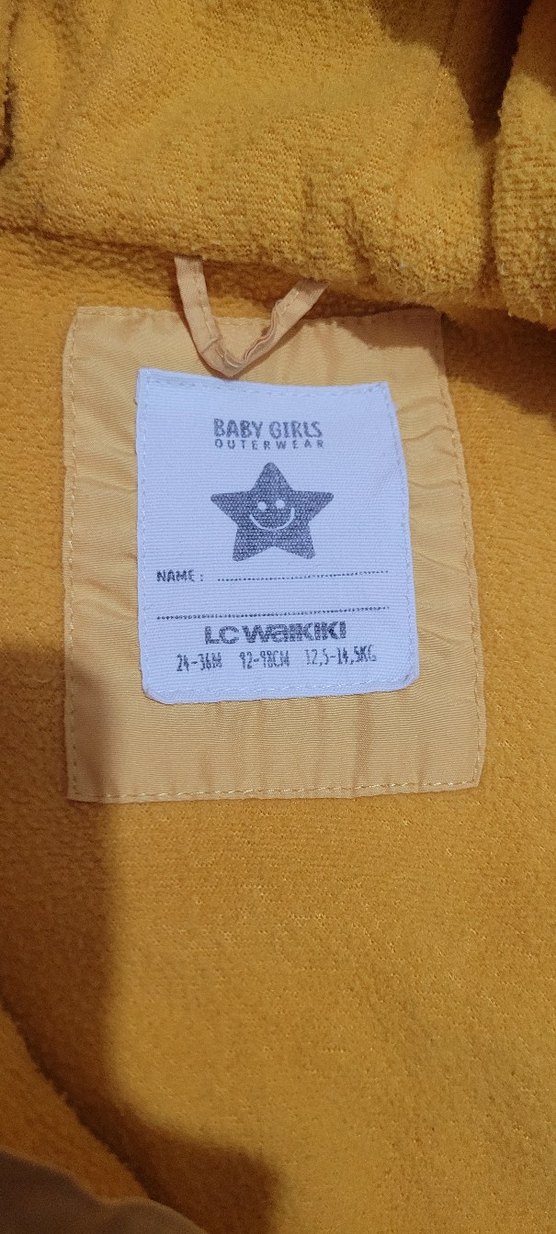 BABY GIRLS
OUTERWEAR
NAME :
LC WAIKIKI
24-36M 92-98CM 12,5-14,5KG